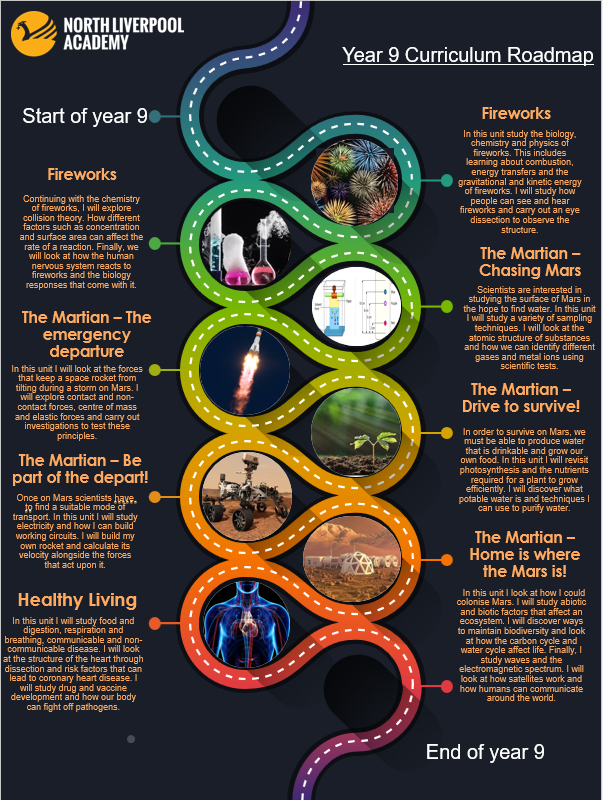 NORTH LIVERPOOL
ACADEMY
Year 9 Curriculum Roadmap
Start of year 9
Fireworks
In this unit study the biology,
chemistry and physics of
fireworks. This includes
learning about combustion,
energy transfers and the
gravitational and kinetic energy
of fireworks. I will study how
people can see and hear
fireworks and carry out an eye
dissection to observe the
structure.
Fireworks
Continuing with the chemistry
of fireworks, I will explore
collision theory. How different
factors such as concentration
and surface area can affect the
rate of a reaction. Finally, we
will look at how the human
nervous system reacts to
fireworks and the biology
responses that come with it.
The Martian –
Chasing Mars
Scientists are interested in
studying the surface of Mars in
the hope to find water. In this unit
I will study a variety of sampling
techniques. I will look at the
atomic structure of substances
and how we can identify different
gases and metal ions using
scientific tests.
The Martian – The
emergency
departure
In this unit I will look at the forces
that keep a space rocket from
tilting during a storm on Mars. I
will explore contact and non-
contact forces, centre of mass
and elastic forces and carry out
investigations to test these
principles.
The Martian –
Drive to survive!
In order to survive on Mars, we
must be able to produce water
that is drinkable and grow our
own food. In this unit I will revisit
photosynthesis and the nutrients
required for a plant to grow
efficiently. I will discover what
potable water is and techniques I
can use to purify water.
The Martian – Be
part of the depart!
Once on Mars scientists have
to find a suitable mode of
transport. In this unit I will study
electricity and how I can build
working circuits. I will build my
own rocket and calculate its
velocity alongside the forces
that act upon it.
The Martian –
Home is where
the Mars is!
In this unit I look at how I could
colonise Mars. I will study abiotic
and biotic factors that affect an
ecosystem. I will discover ways
to maintain biodiversity and look
at how the carbon cycle and
water cycle affect life. Finally, I
study waves and the
electromagnetic spectrum. I will
look at how satellites work and
how humans can communicate
around the world.
Healthy Living
In this unit I will study food and
digestion, respiration and
breathing, communicable and non-
communicable disease. I will look
at the structure of the heart through
dissection and risk factors that can
lead to coronary heart disease. I
will study drug and vaccine
development and how our body
can fight off pathogens.
End of year 9